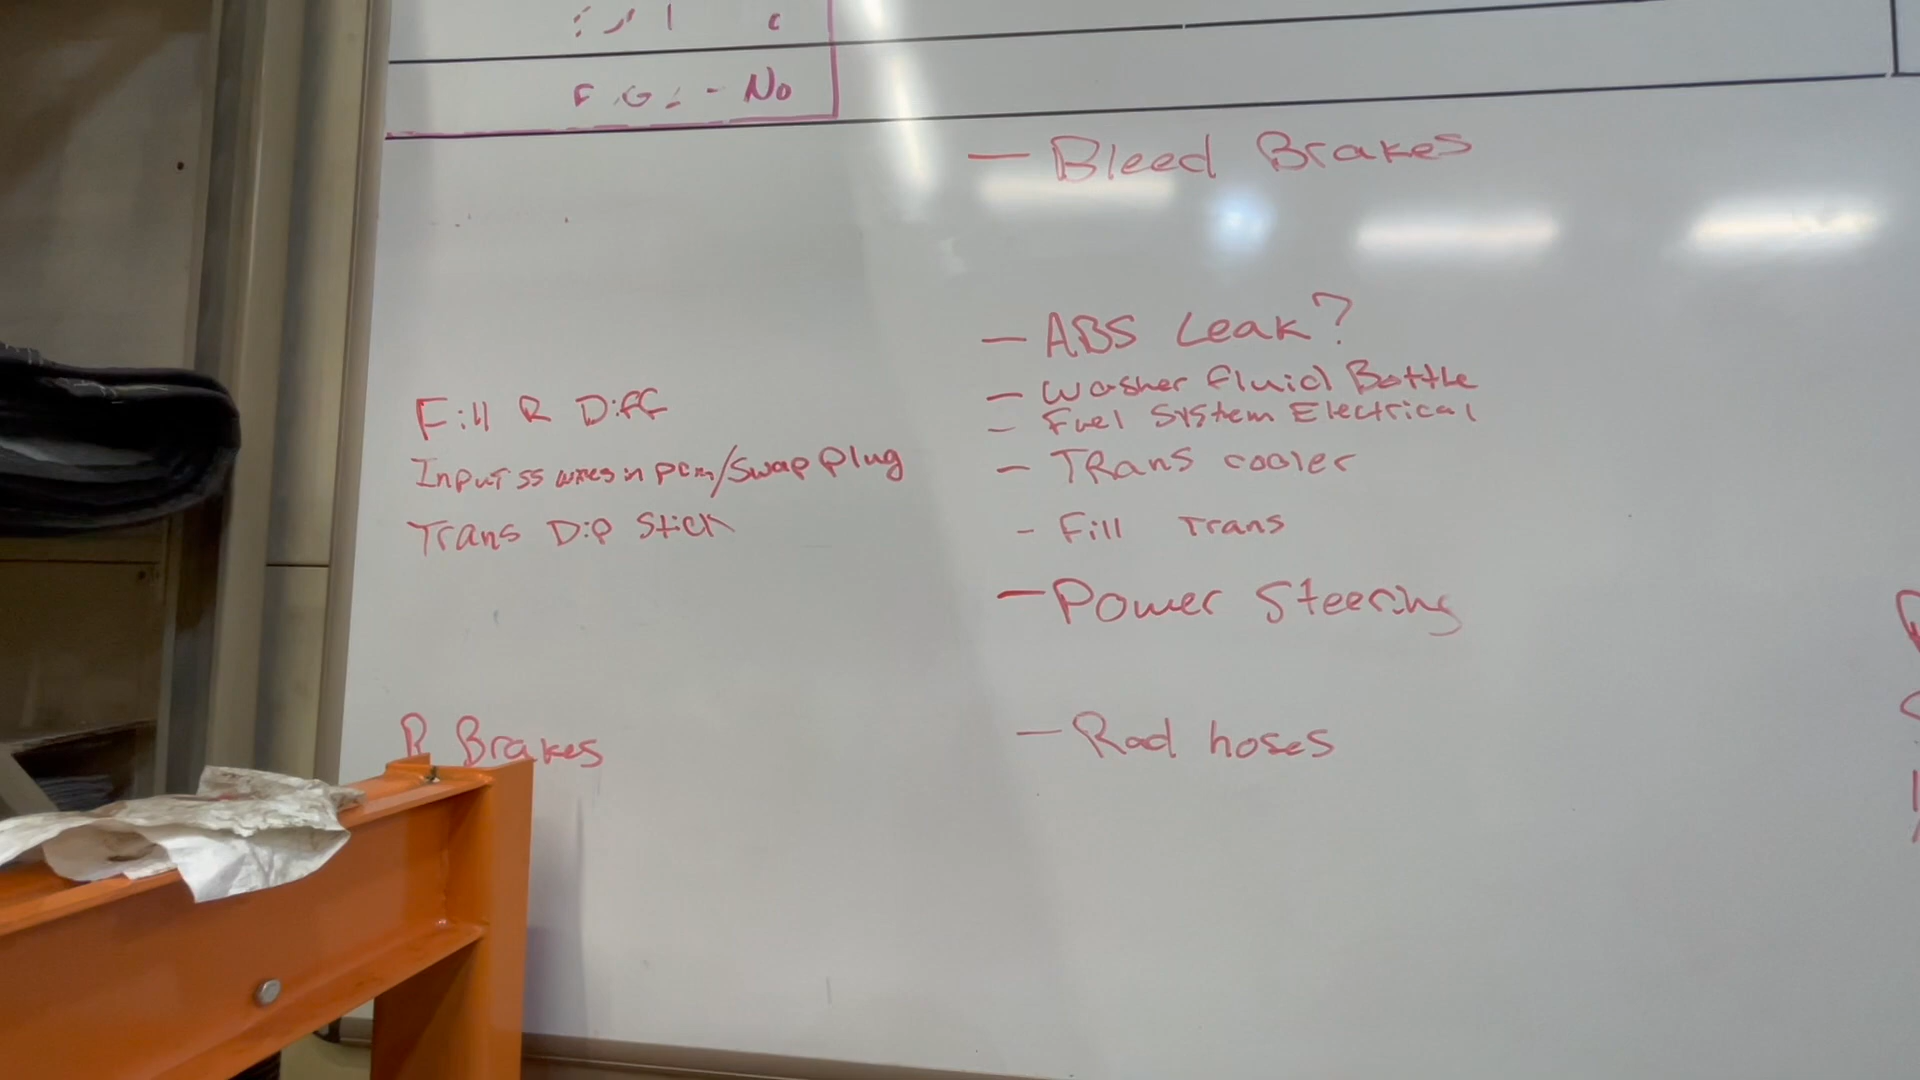 No
- Bleed Brakes
- ABS Leak?
- Washer Fluid Bottle
- Fuel System Electrical
- TRans cooler
- Fill Trans
- Power Steering
- Rad hoses
Fill R Diff
Input ss wires in pcm/Swap Plug
Trans Dip Stick
R Brakes